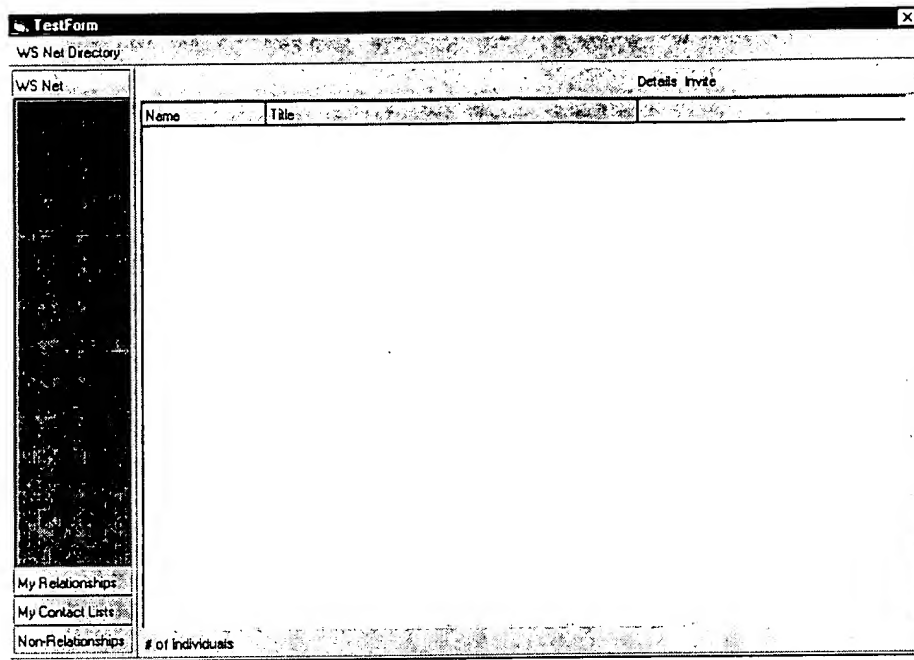 TestForm
WS Net Directory
WS Net
Details Invite
Name Title
My Relationships
My Contact Lists
Non-Relationships
# of individuals